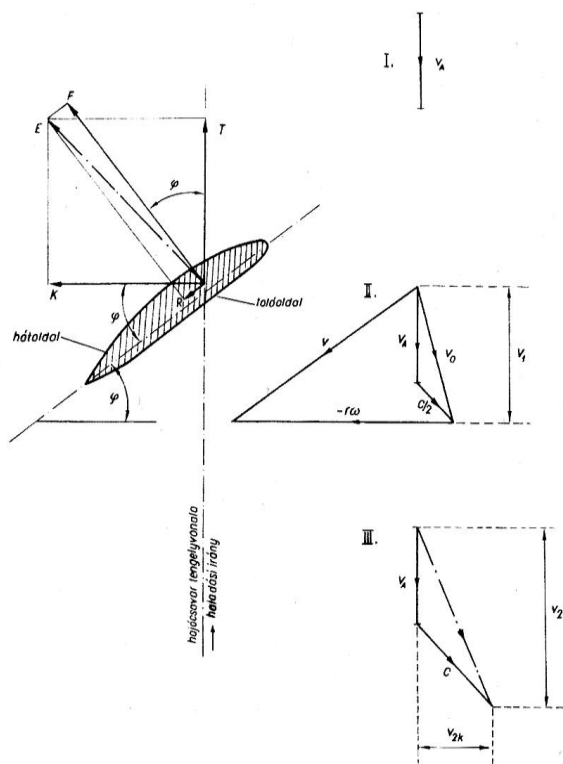 I.
v_A
F
E
T
φ
K
R
φ
tolóoldal
hátoldal
φ
II.
v
v_A
v_0
v_1
c/2
-rω
hajócsavar tengelyvonala
haladási irány
III.
v_A
v_2
c
v_2k